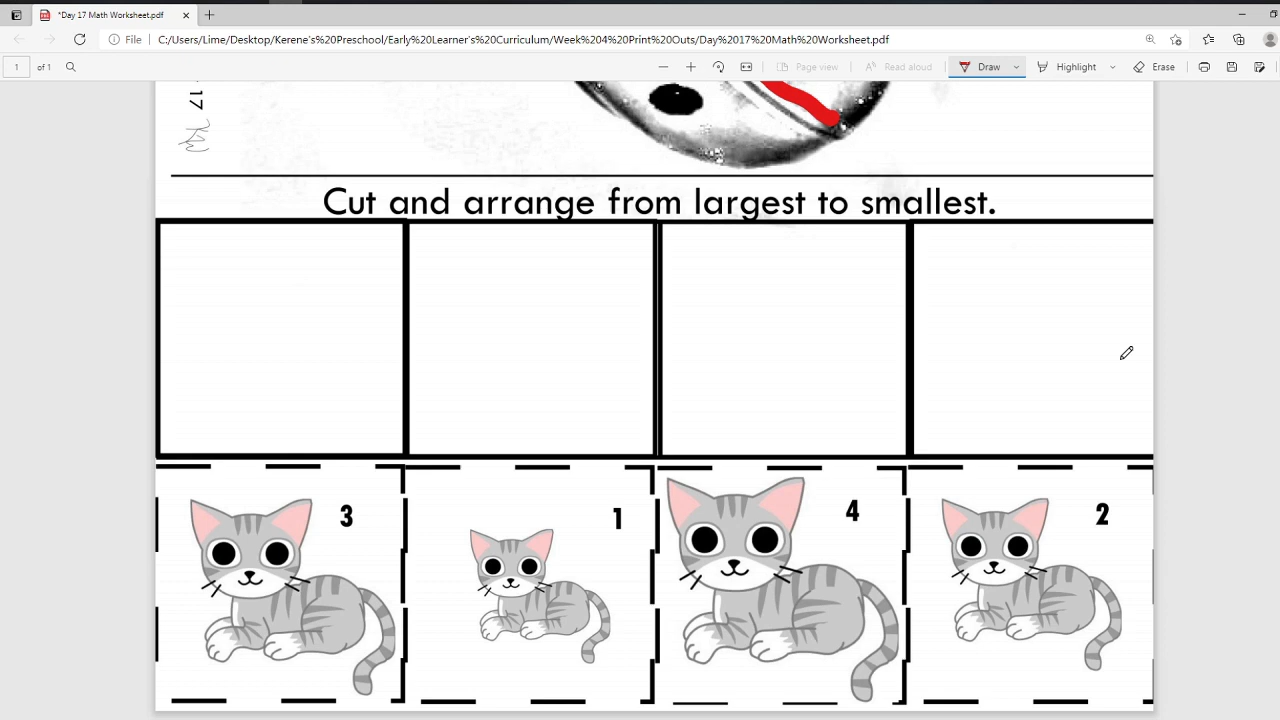 *Day 17 Math Worksheet.pdf
File C:/Users/Lime/Desktop/Kerene's%20Preschool/Early%20Learner's%20Curriculum/Week%204%20Print%20Outs/Day%2017%20Math%20Worksheet.pdf
1 of 1 Page view Read aloud Draw Highlight Erase
17
Cut and arrange from largest to smallest.
3 1 4 2